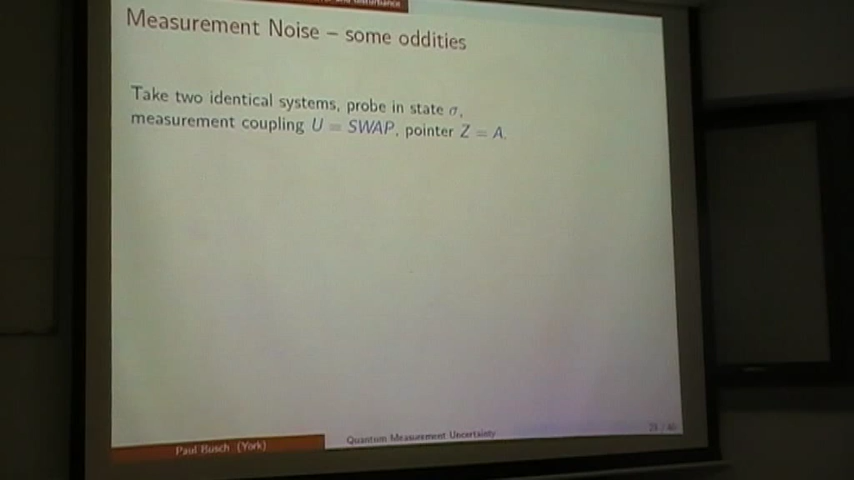 Measurement Noise – some oddities
Take two identical systems, probe in state σ,
measurement coupling U = SWAP, pointer Z = A.
Paul Busch (York)
Quantum Measurement Uncertainty